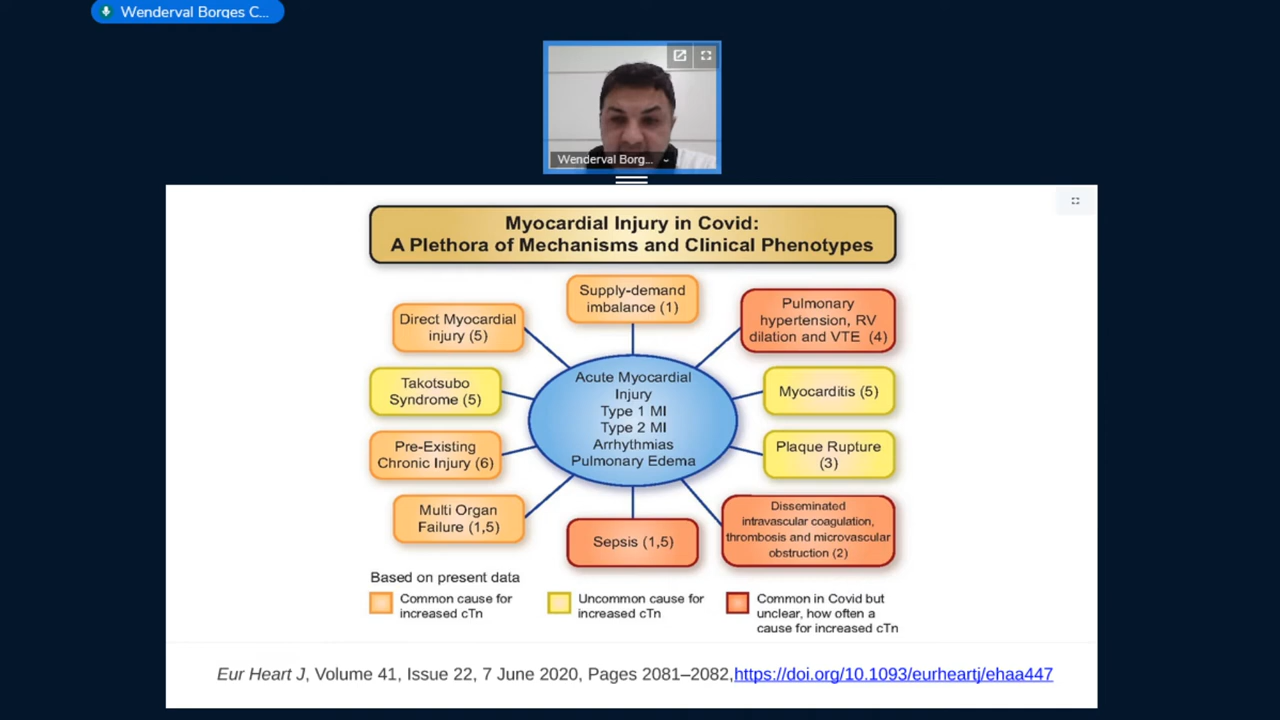 Wenderval Borges C...
Wenderval Borg...
Myocardial Injury in Covid:
A Plethora of Mechanisms and Clinical Phenotypes
Supply-demand
imbalance (1)
Pulmonary
hypertension, RV
dilation and VTE (4)
Direct Myocardial
injury (5)
Acute Myocardial
Injury
Type 1 MI
Type 2 MI
Arrhythmias
Pulmonary Edema
Takotsubo
Syndrome (5)
Myocarditis (5)
Pre-Existing
Chronic Injury (6)
Plaque Rupture
(3)
Multi Organ
Failure (1,5)
Sepsis (1,5)
Disseminated
intravascular coagulation,
thrombosis and microvascular
obstruction (2)
Based on present data
Common cause for
increased cTn
Uncommon cause for
increased cTn
Common in Covid but
unclear, how often a
cause for increased cTn
Eur Heart J, Volume 41, Issue 22, 7 June 2020, Pages 2081–2082,https://doi.org/10.1093/eurheartj/ehaa447